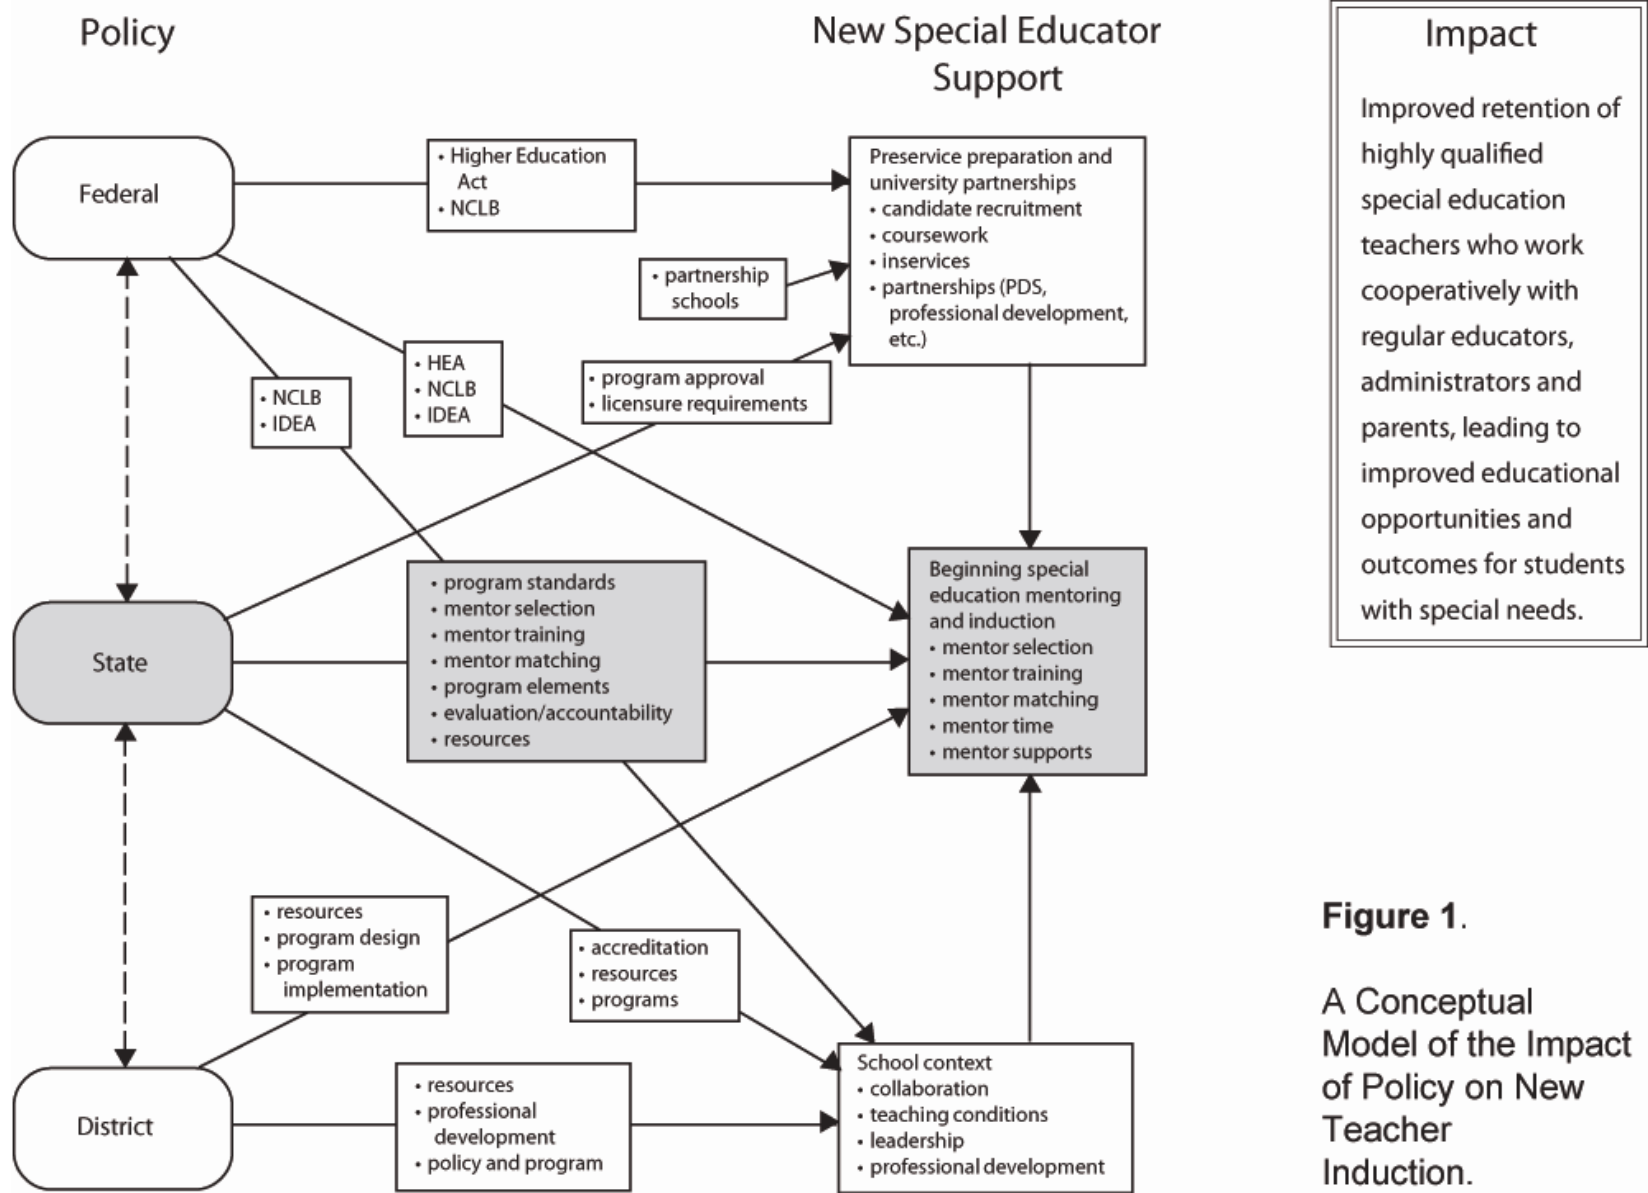 Policy
New Special Educator
Support
Impact
Improved retention of
highly qualified
special education
teachers who work
cooperatively with
regular educators,
administrators and
parents, leading to
improved educational
opportunities and
outcomes for students
with special needs.
Federal
• Higher Education
Act
• NCLB
Preservice preparation and
university partnerships
• candidate recruitment
• coursework
• inservices
• partnerships (PDS,
professional development,
etc.)
• partnership
schools
• HEA
• NCLB
• IDEA
• NCLB
• IDEA
• program approval
• licensure requirements
State
• program standards
• mentor selection
• mentor training
• mentor matching
• program elements
• evaluation/accountability
• resources
Beginning special
education mentoring
and induction
• mentor selection
• mentor training
• mentor matching
• mentor time
• mentor supports
• resources
• program design
• program
implementation
• accreditation
• resources
• programs
District
• resources
• professional
development
• policy and program
School context
• collaboration
• teaching conditions
• leadership
• professional development
Figure 1.
A Conceptual
Model of the Impact
of Policy on New
Teacher
Induction.